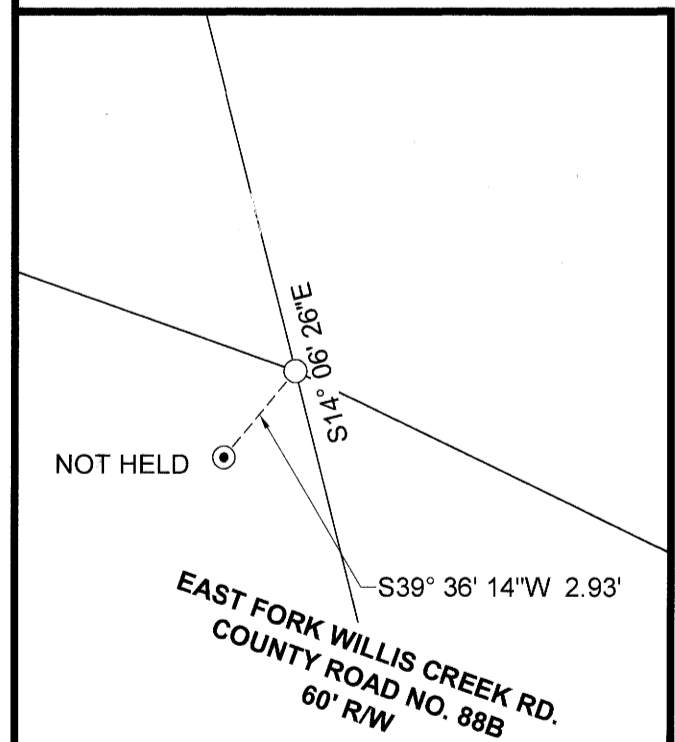 S14° 06' 26"E
NOT HELD
S39° 36' 14"W 2.93'
EAST FORK WILLIS CREEK RD.
COUNTY ROAD NO. 88B
60' R/W